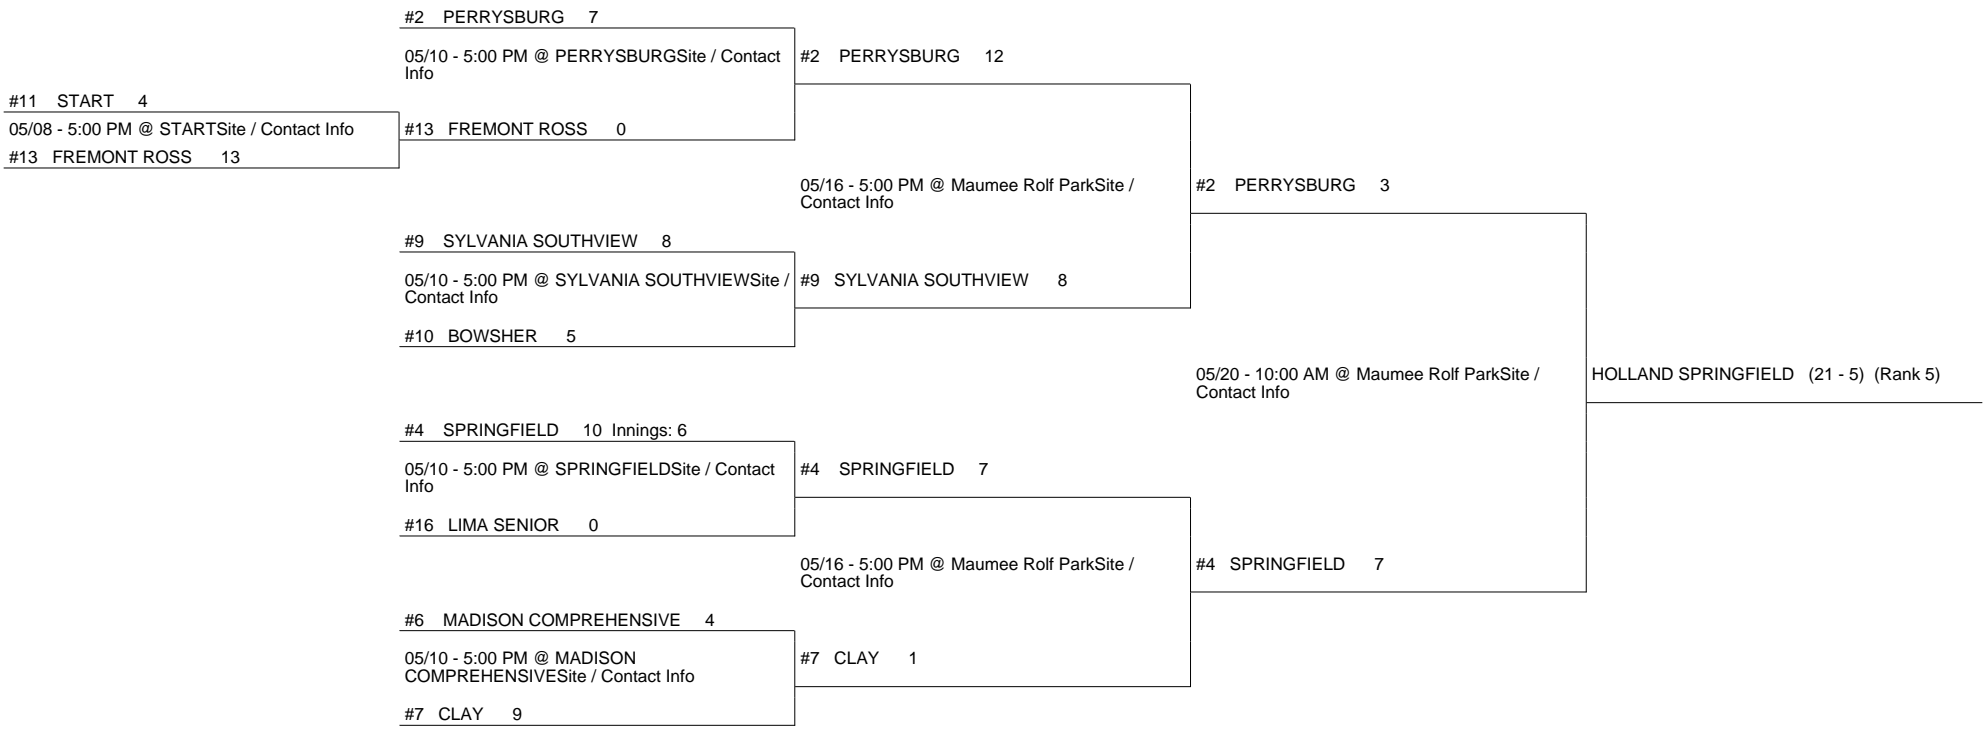 #2 PERRYSBURG 7
05/10 - 5:00 PM @ PERRYSBURGSite / Contact
Info
#2 PERRYSBURG 12
#11 START 4
05/08 - 5:00 PM @ STARTSite / Contact Info
#13 FREMONT ROSS 13
#13 FREMONT ROSS 0
05/16 - 5:00 PM @ Maumee Rolf ParkSite /
Contact Info
#2 PERRYSBURG 3
#9 SYLVANIA SOUTHVIEW 8
05/10 - 5:00 PM @ SYLVANIA SOUTHVIEWSite /
Contact Info
#9 SYLVANIA SOUTHVIEW 8
#10 BOWSHER 5
05/20 - 10:00 AM @ Maumee Rolf ParkSite /
Contact Info
HOLLAND SPRINGFIELD (21 - 5) (Rank 5)
#4 SPRINGFIELD 10 Innings: 6
05/10 - 5:00 PM @ SPRINGFIELDSite / Contact
Info
#4 SPRINGFIELD 7
#16 LIMA SENIOR 0
05/16 - 5:00 PM @ Maumee Rolf ParkSite /
Contact Info
#4 SPRINGFIELD 7
#6 MADISON COMPREHENSIVE 4
05/10 - 5:00 PM @ MADISON
COMPREHENSIVESite / Contact Info
#7 CLAY 1
#7 CLAY 9